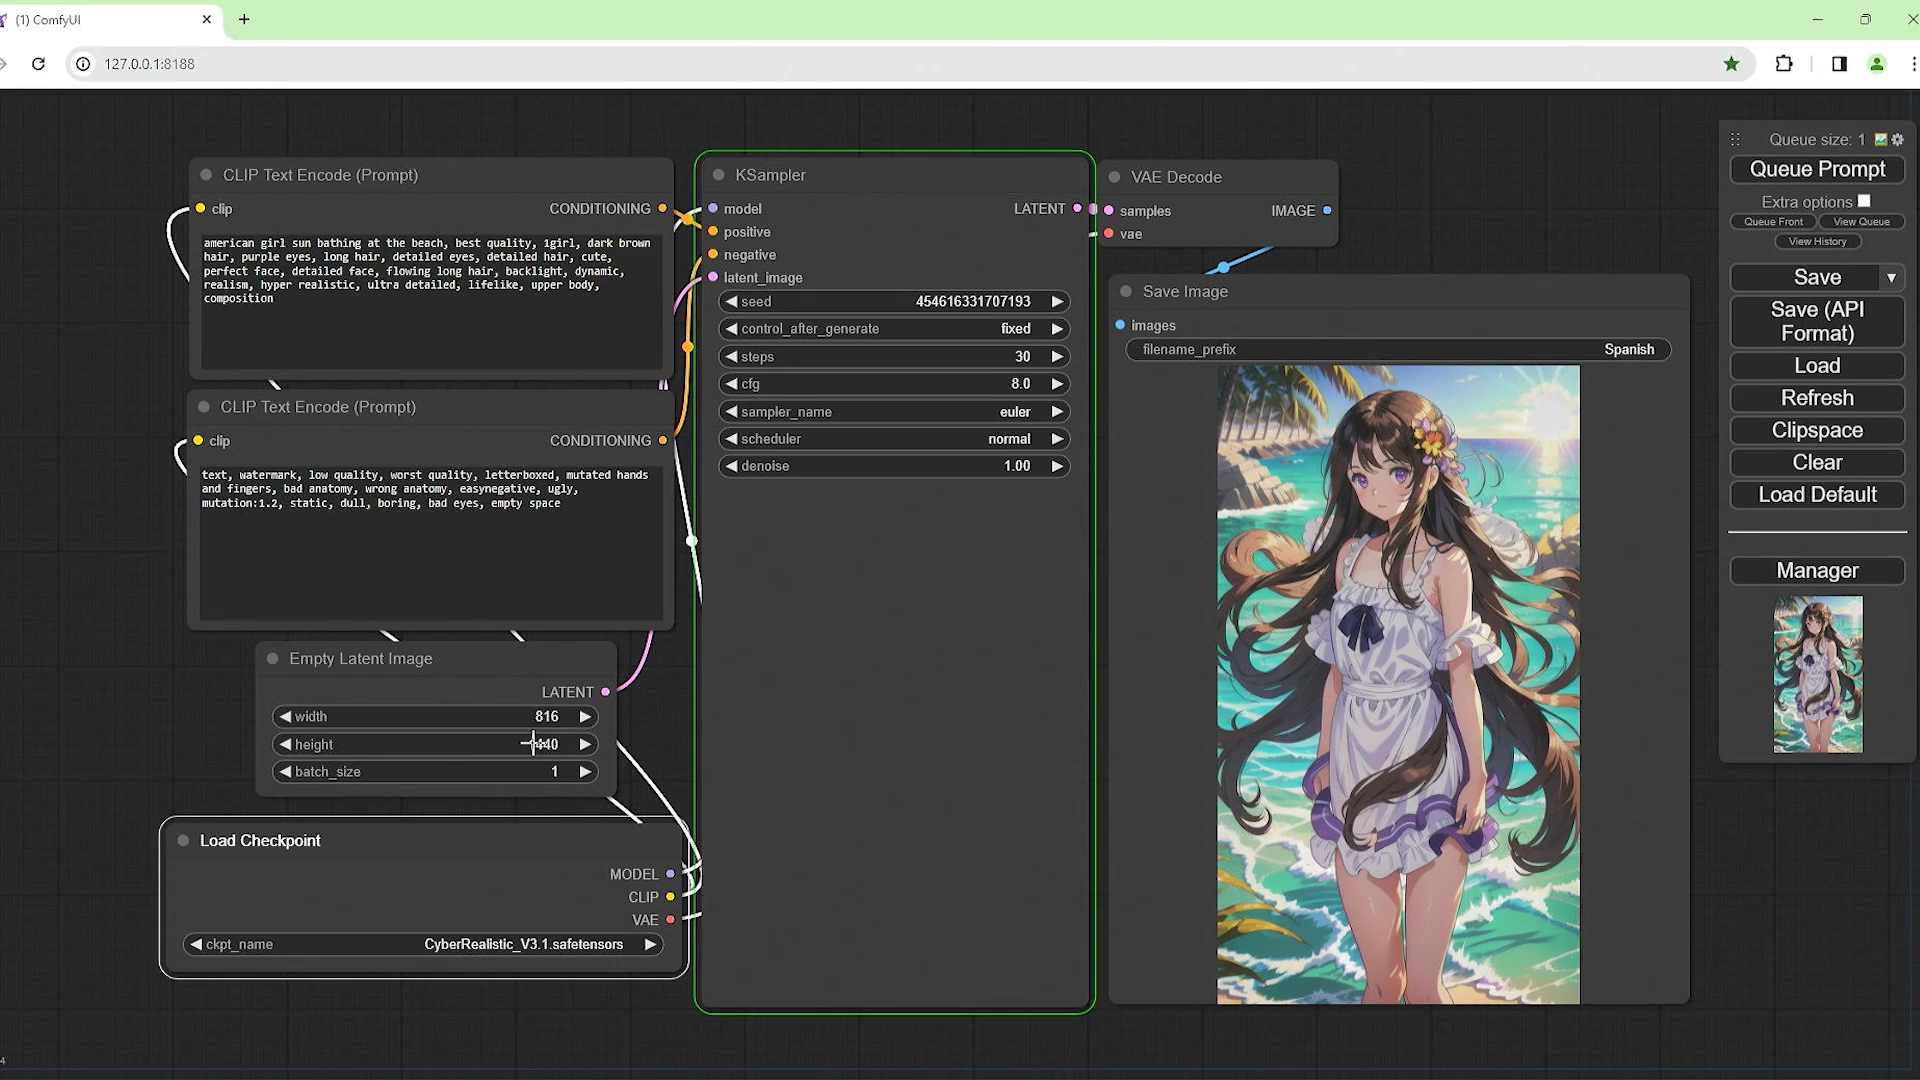 (1) ComfyUI
127.0.0.1:8188
CLIP Text Encode (Prompt)
clip
CONDITIONING
american girl sun bathing at the beach, best quality, 1girl, dark brown
hair, purple eyes, long hair, detailed eyes, detailed hair, cute,
perfect face, detailed face, flowing long hair, backlight, dynamic,
realism, hyper realistic, ultra detailed, lifelike, upper body,
composition
CLIP Text Encode (Prompt)
clip
CONDITIONING
text, watermark, low quality, worst quality, letterboxed, mutated hands
and fingers, bad anatomy, wrong anatomy, easynegative, ugly,
mutation:1.2, static, dull, boring, bad eyes, empty space
Empty Latent Image
LATENT
width 816
height
batch_size 1
Load Checkpoint
MODEL
CLIP
VAE
ckpt_name CyberRealistic_V3.1.safetensors
KSampler
model
LATENT
positive
negative
latent_image
seed 454616331707193
control_after_generate fixed
steps 30
cfg 8.0
sampler_name euler
scheduler normal
denoise 1.00
VAE Decode
samples
IMAGE
vae
Save Image
images
filename_prefix Spanish
Queue size: 1
Queue Prompt
Extra options
Queue Front
View Queue
View History
Save
Save (API
Format)
Load
Refresh
Clipspace
Clear
Load Default
Manager